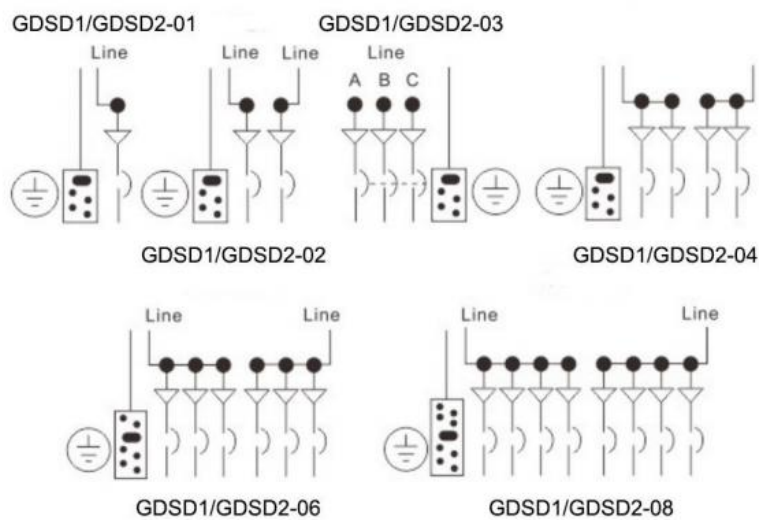 GDSD1/GDSD2-01
GDSD1/GDSD2-03
Line
Line
Line
Line
A B C
GDSD1/GDSD2-02
GDSD1/GDSD2-04
Line
Line
Line
Line
GDSD1/GDSD2-06
GDSD1/GDSD2-08